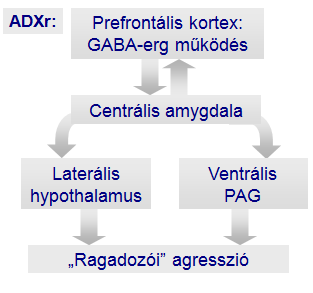 ADXr:
Prefrontális kortex:
GABA-erg működés
Centrális amygdala
Laterális
hypothalamus
Ventrális
PAG
„Ragadozói” agresszió